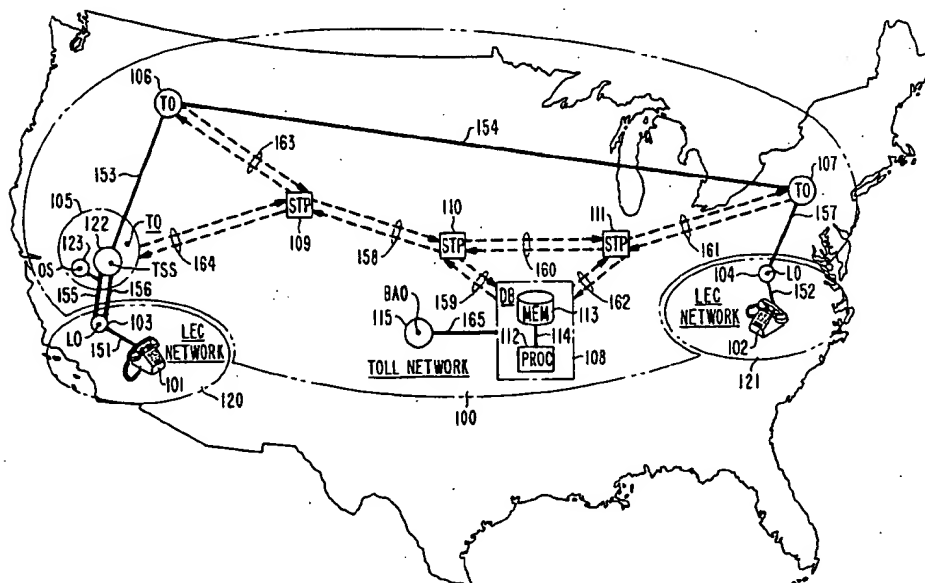 106
TO
163
154
107
TO
153
105
122
123
TO
STP
109
110
STP
111
STP
157
OS
TSS
164
158
160
161
155
156
159
DB
MEM
113
162
104
LO
152
LEC
NETWORK
102
121
BAO
115
165
112
114
PROC
108
LO
103
LEC
NETWORK
151
101
120
TOLL NETWORK
100